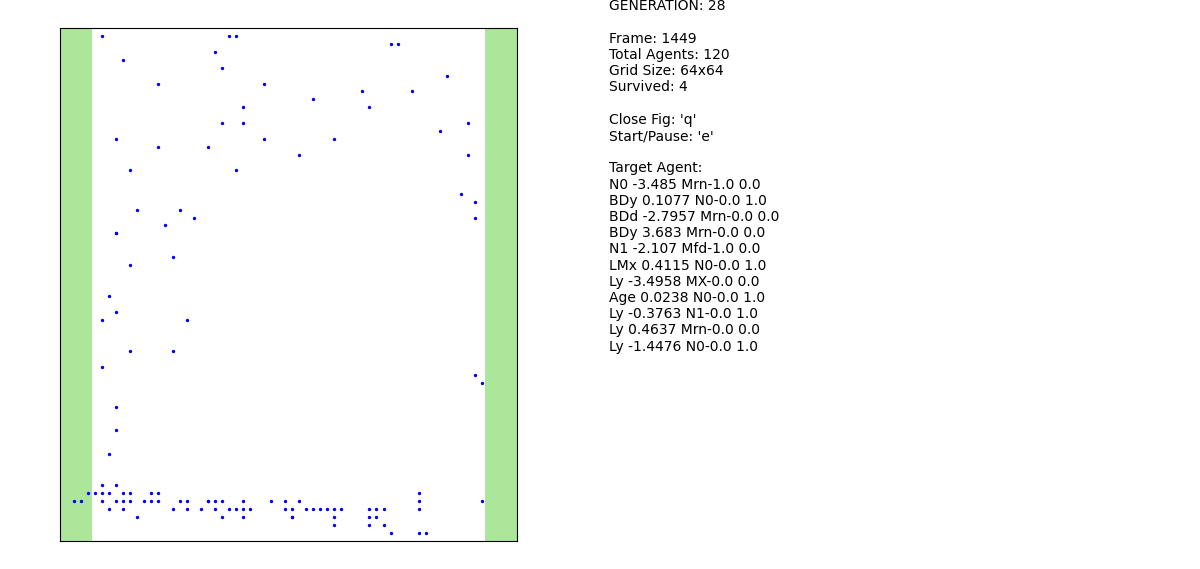 GENERATION: 28
Frame: 1449
Total Agents: 120
Grid Size: 64x64
Survived: 4
Close Fig: 'q'
Start/Pause: 'e'
Target Agent:
N0 -3.485 Mrn-1.0 0.0
BDy 0.1077 N0-0.0 1.0
BDd -2.7957 Mrn-0.0 0.0
BDy 3.683 Mrn-0.0 0.0
N1 -2.107 Mfd-1.0 0.0
LMx 0.4115 N0-0.0 1.0
Ly -3.4958 MX-0.0 0.0
Age 0.0238 N0-0.0 1.0
Ly -0.3763 N1-0.0 1.0
Ly 0.4637 Mrn-0.0 0.0
Ly -1.4476 N0-0.0 1.0